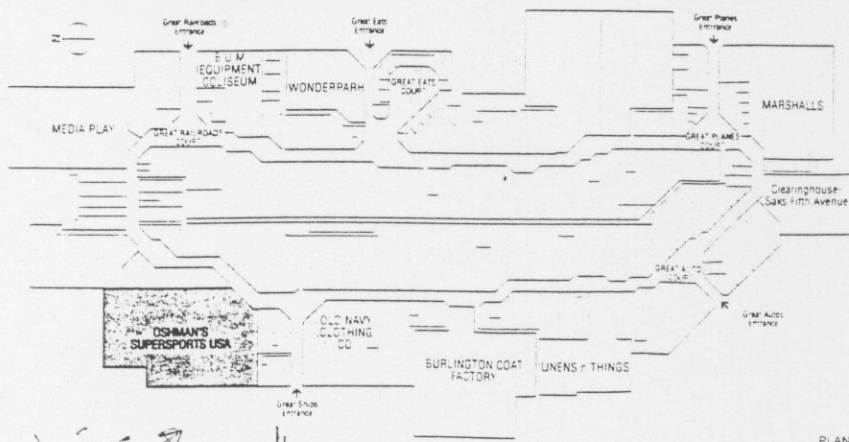 Great Railroads
Entrance
Great Eats
Entrance
Great Planes
Entrance
N
B.U.M.
EQUIPMENT
COLISEUM
WONDERPARK
GREAT EATS
COURT
MARSHALLS
MEDIA PLAY
GREAT RAILROADS
COURT
GREAT PLANES
COURT
Clearinghouse-
Saks Fifth Avenue
GREAT AUTO
COURT
OSHMAN'S
SUPERSPORTS USA
OLD NAVY
CLOTHING
CO
Great Autos
Entrance
BURLINGTON COAT
FACTORY
LINENS n THINGS
Great Ships
Entrance
PLAN